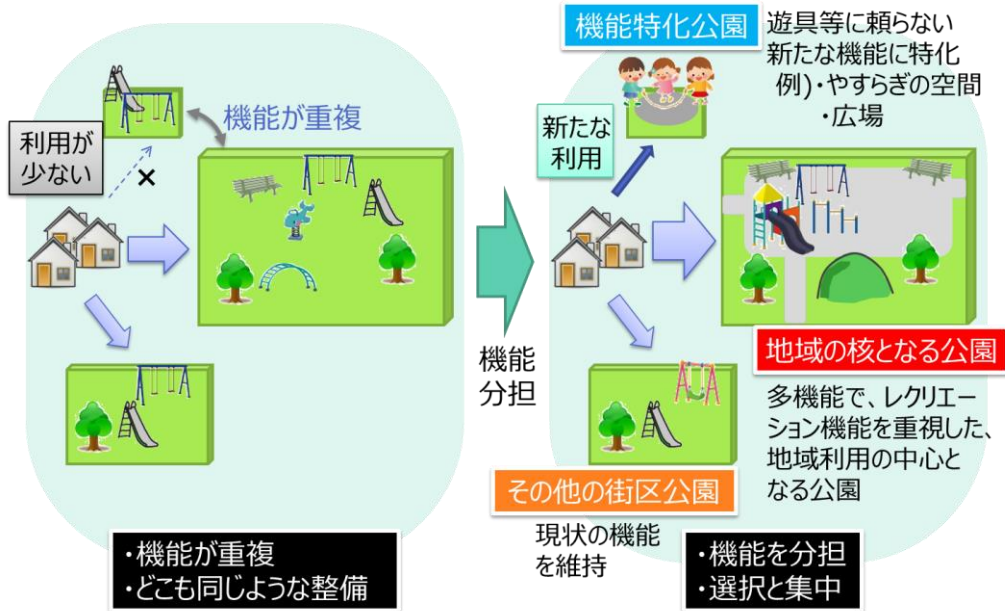 利用が
少ない
×
機能が重複
・機能が重複
・どこも同じような整備
機能
分担
機能特化公園
遊具等に頼らない
新たな機能に特化
例)・やすらぎの空間
・広場
新たな
利用
地域の核となる公園
多機能で、レクリエー
ション機能を重視した、
地域利用の中心と
なる公園
その他の街区公園
現状の機能
を維持
・機能を分担
・選択と集中